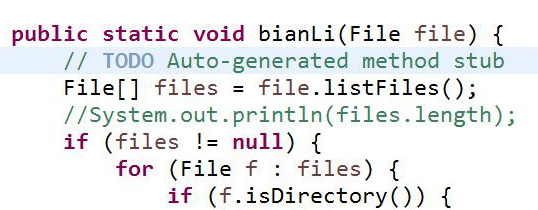 public static void bianLi(File file) {
// TODO Auto-generated method stub
File[] files = file.listFiles();
//System.out.println(files.length);
if (files != null) {
for (File f : files) {
if (f.isDirectory()) {